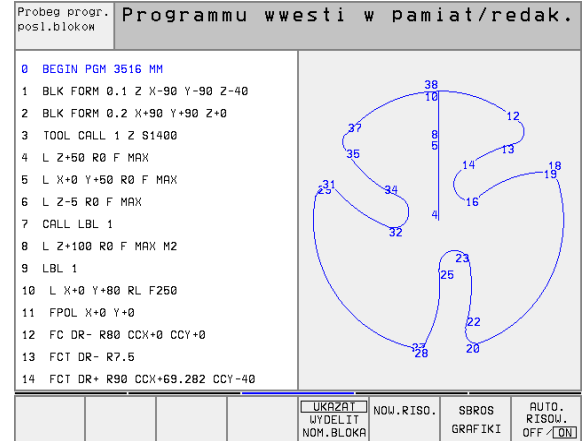 Probeg progr.
posl.blokow
Programmu wwesti w pamiat/redak.
0 BEGIN PGM 3516 MM
1 BLK FORM 0.1 Z X-90 Y-90 Z-40
2 BLK FORM 0.2 X+90 Y+90 Z+0
3 TOOL CALL 1 Z S1400
4 L Z+50 R0 F MAX
5 L X+0 Y+50 R0 F MAX
6 L Z-5 R0 F MAX
7 CALL LBL 1
8 L Z+100 R0 F MAX M2
9 LBL 1
10 L X+0 Y+80 RL F250
11 FPOL X+0 Y+0
12 FC DR- R80 CCX+0 CCY+0
13 FCT DR- R7.5
14 FCT DR+ R90 CCX+69.282 CCY-40
38
10
12
37
8
5
13
35
14
18
19
31
34
16
4
32
23
25
22
20
28
UKAZAT
WYDELIT
NOM.BLOKA
NOW.RISO.
SBROS
GRAFIKI
AUTO.
RISOW.
OFF/ON